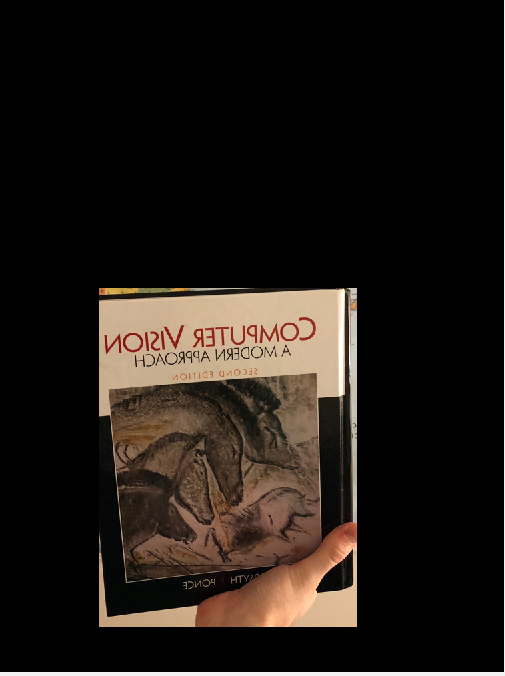 COMPUTER VISION
A MODERN APPROACH
SECOND EDITION
PONCE